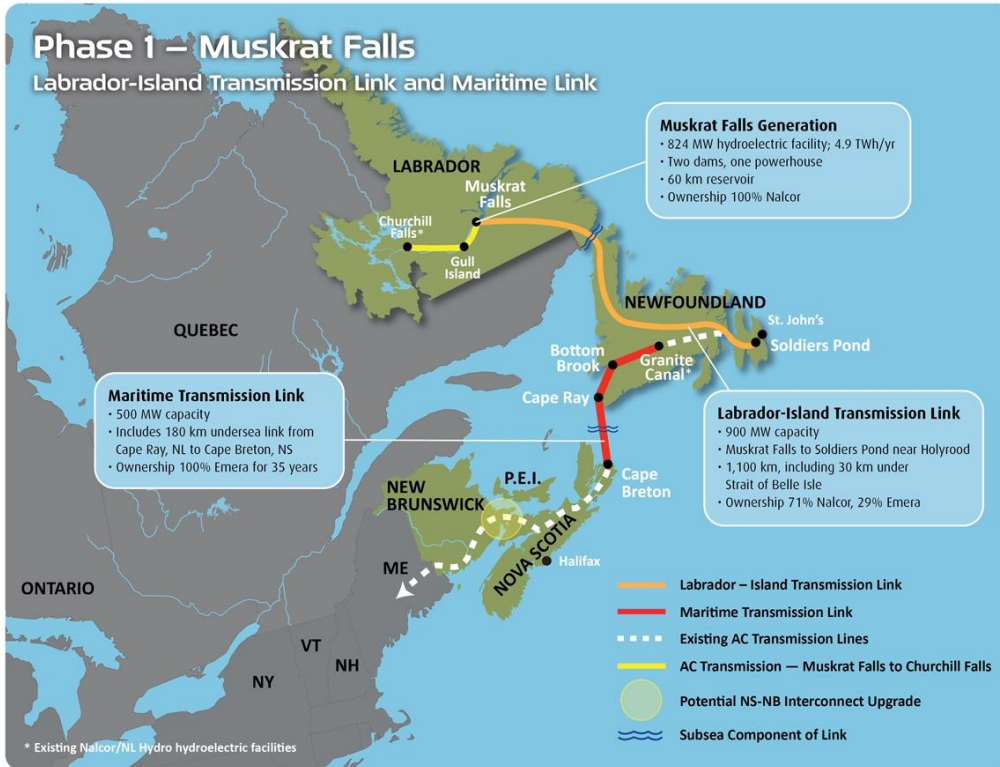 Phase 1 – Muskrat Falls
Labrador-Island Transmission Link and Maritime Link
Muskrat Falls Generation
• 824 MW hydroelectric facility; 4.9 TWh/yr
• Two dams, one powerhouse
• 60 km reservoir
• Ownership 100% Nalcor
LABRADOR
Muskrat
Falls
Churchill
Falls*
Gull
Island
QUEBEC
NEWFOUNDLAND
St. John's
Soldiers Pond
Bottom
Brook
Granite
Canal*
Cape Ray
Maritime Transmission Link
• 500 MW capacity
• Includes 180 km undersea link from
Cape Ray, NL to Cape Breton, NS
• Ownership 100% Emera for 35 years
Labrador-Island Transmission Link
• 900 MW capacity
• Muskrat Falls to Soldiers Pond near Holyrood
• 1,100 km, including 30 km under
Strait of Belle Isle
• Ownership 71% Nalcor, 29% Emera
Cape
Breton
P.E.I.
NEW
BRUNSWICK
NOVA SCOTIA
Halifax
ME
ONTARIO
VT
NH
NY
Labrador – Island Transmission Link
Maritime Transmission Link
Existing AC Transmission Lines
AC Transmission — Muskrat Falls to Churchill Falls
Potential NS-NB Interconnect Upgrade
Subsea Component of Link
* Existing Nalcor/NL Hydro hydroelectric facilities